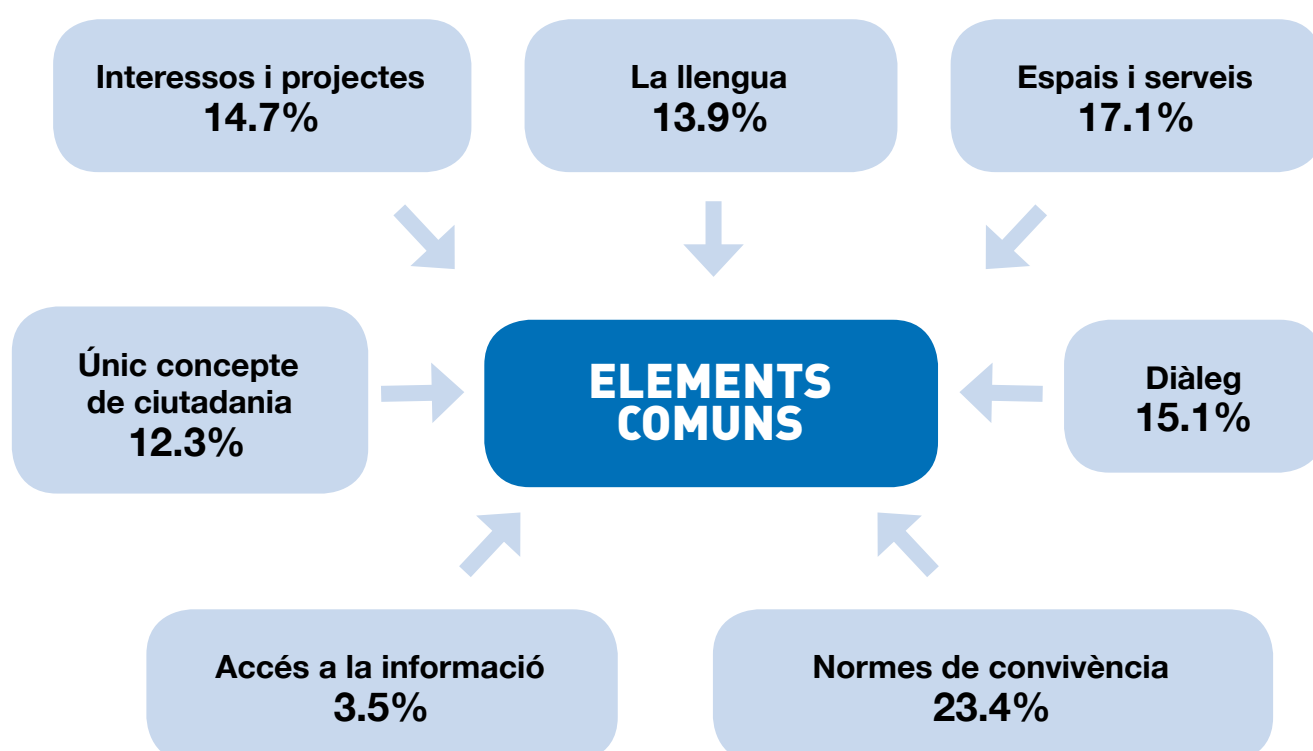 Interessos i projectes
14.7%
La llengua
13.9%
Espais i serveis
17.1%
Únic concepte
de ciutadania
12.3%
ELEMENTS
COMUNS
Diàleg
15.1%
Accés a la informació
3.5%
Normes de convivència
23.4%